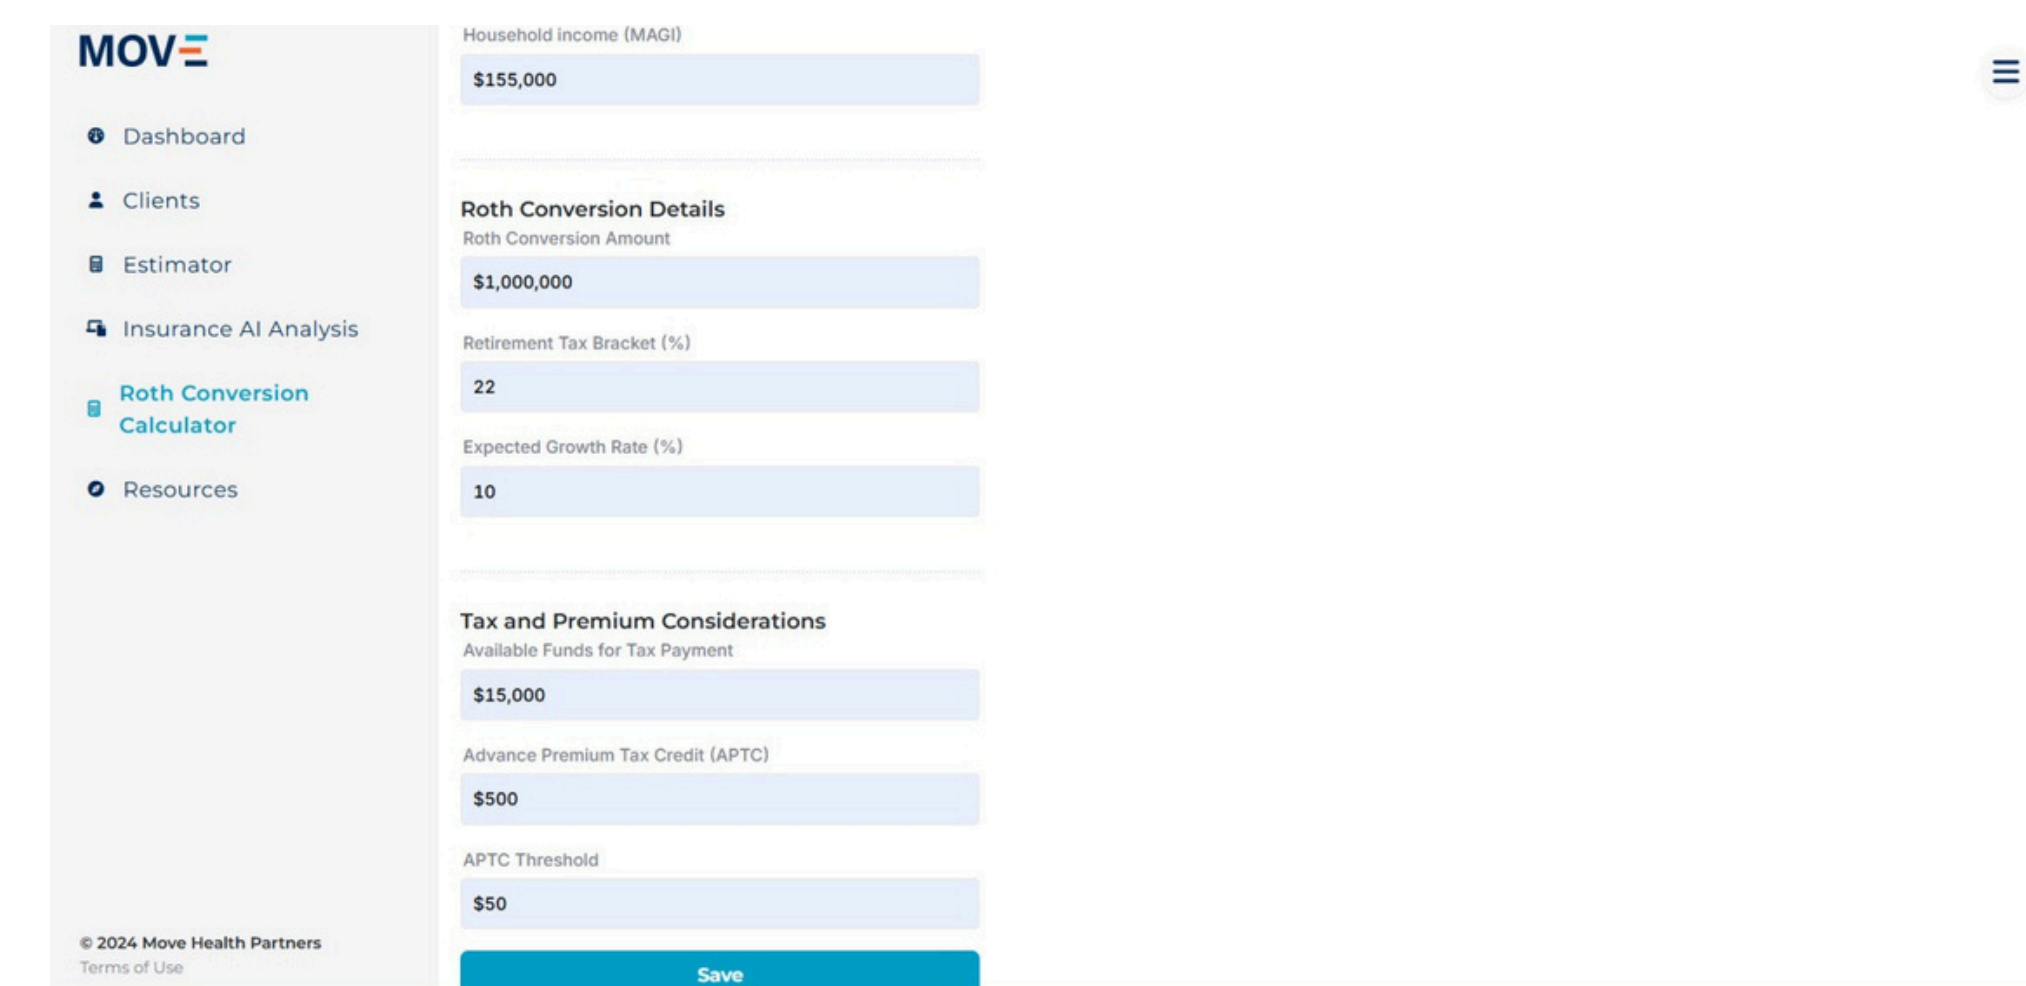 MOVE
Dashboard
Clients
Estimator
Insurance AI Analysis
Roth Conversion
Calculator
Resources
© 2024 Move Health Partners
Terms of Use
Household income (MAGI)
$155,000
Roth Conversion Details
Roth Conversion Amount
$1,000,000
Retirement Tax Bracket (%)
22
Expected Growth Rate (%)
10
Tax and Premium Considerations
Available Funds for Tax Payment
$15,000
Advance Premium Tax Credit (APTC)
$500
APTC Threshold
$50
Save